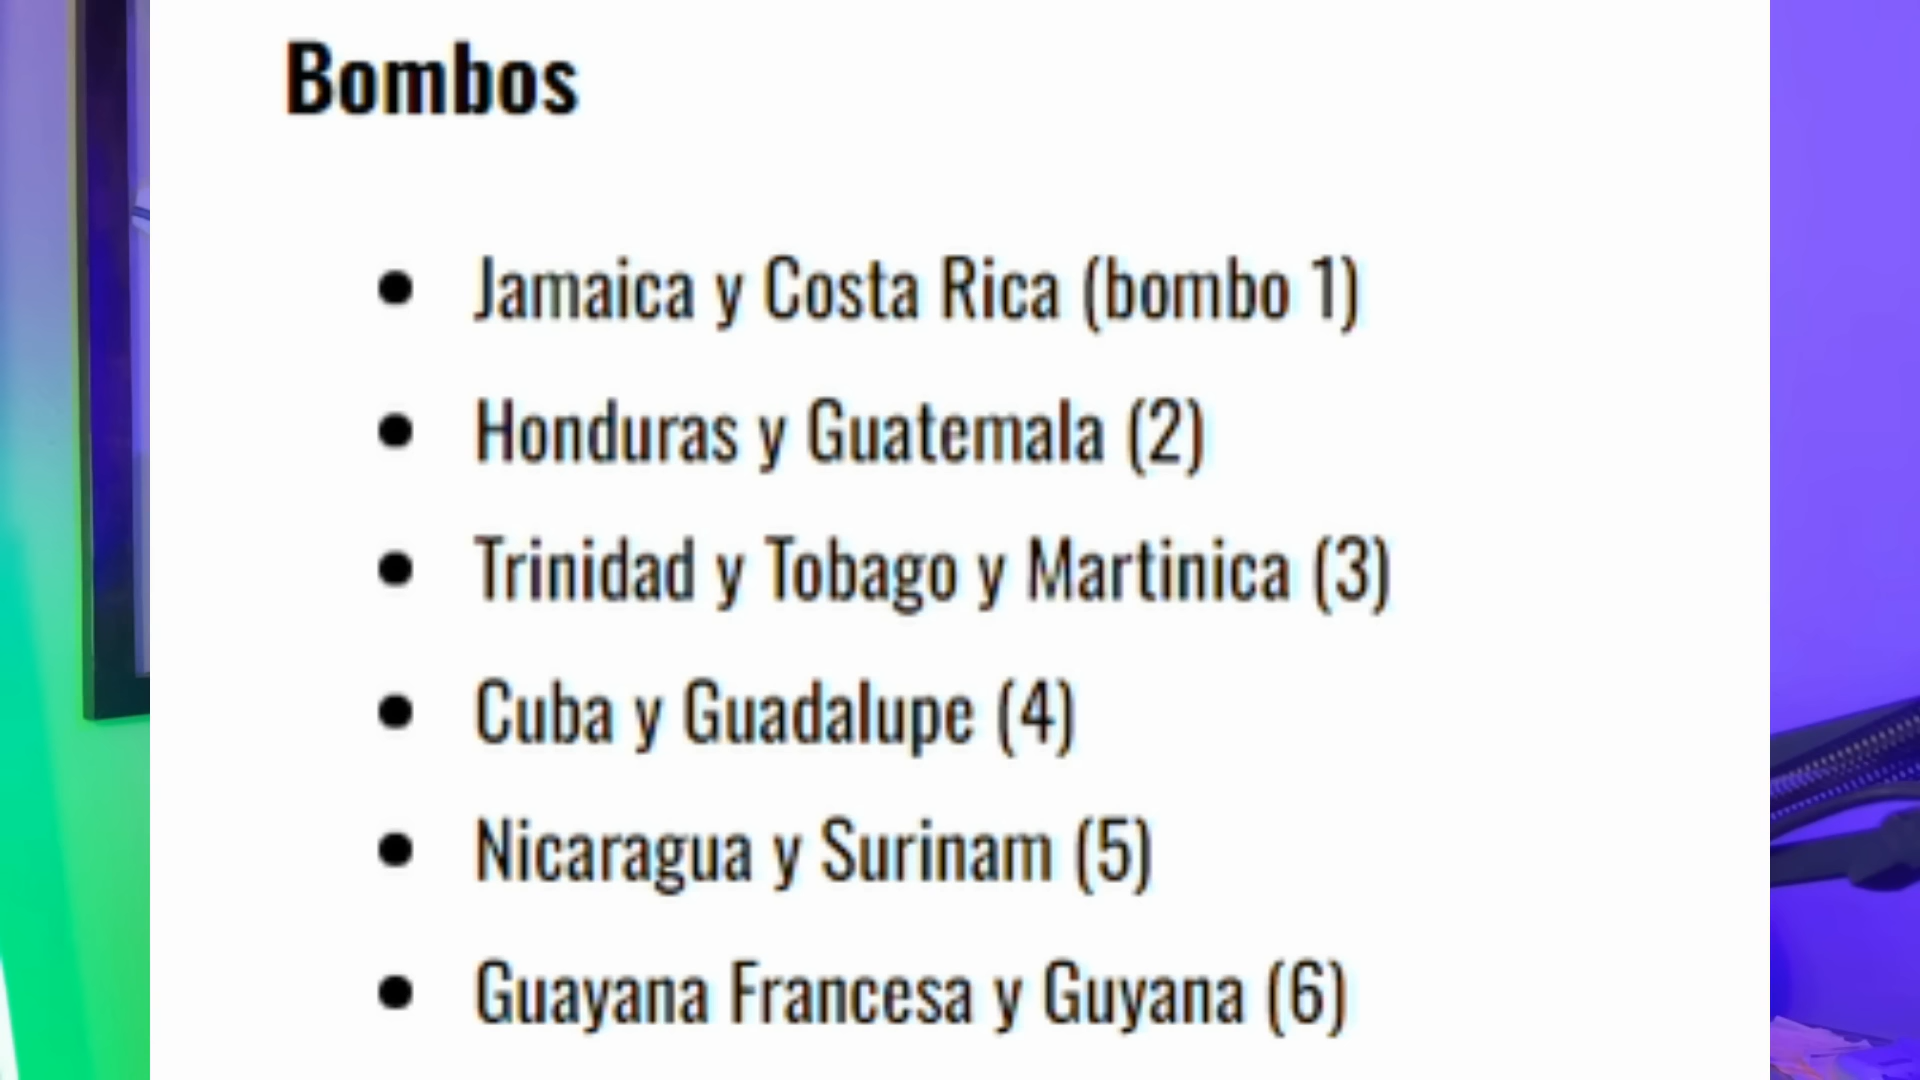 Bombos
Jamaica y Costa Rica (bombo 1)
Honduras y Guatemala (2)
Trinidad y Tobago y Martinica (3)
Cuba y Guadalupe (4)
Nicaragua y Surinam (5)
Guayana Francesa y Guyana (6)